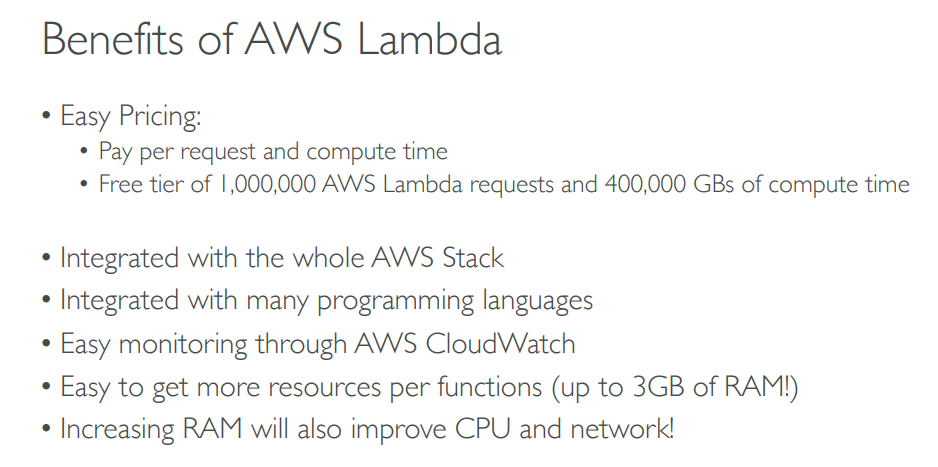 Benefits of AWS Lambda
• Easy Pricing:
• Pay per request and compute time
• Free tier of 1,000,000 AWS Lambda requests and 400,000 GBs of compute time
• Integrated with the whole AWS Stack
• Integrated with many programming languages
• Easy monitoring through AWS CloudWatch
• Easy to get more resources per functions (up to 3GB of RAM!)
• Increasing RAM will also improve CPU and network!